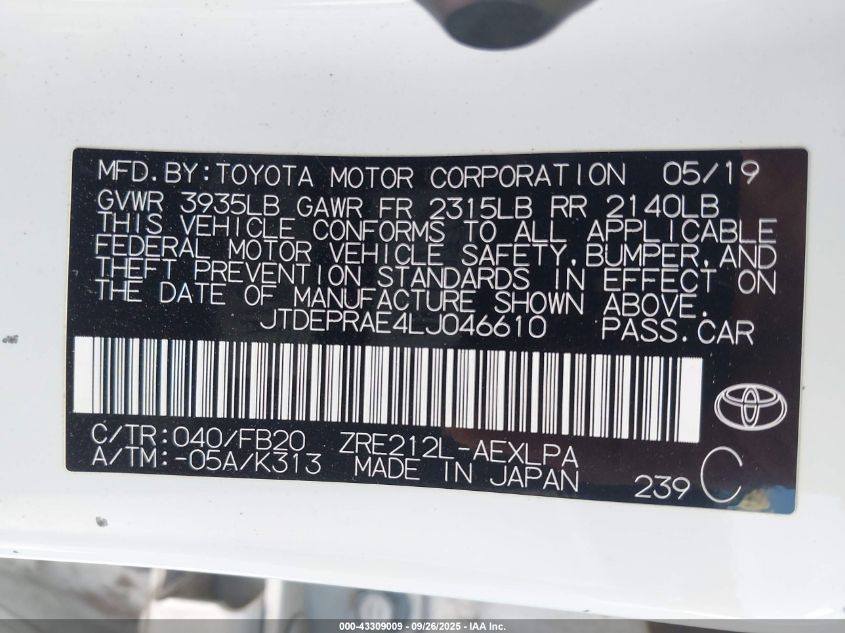 MFD. BY: TOYOTA MOTOR CORPORATION 05/19
GVWR 3935LB GAWR FR 2315LB RR 2140LB
THIS VEHICLE CONFORMS TO ALL APPLICABLE
FEDERAL MOTOR VEHICLE SAFETY, BUMPER, AND
THEFT PREVENTION STANDARDS IN EFFECT ON
THE DATE OF MANUFACTURE SHOWN ABOVE.
JTDEPRAE4LJ046610 PASS. CAR
C/TR: 040/FB20 ZRE212L-AEXLPA
A/TM: -05A/K313 MADE IN JAPAN 239 C
000-43309009 - 09/26/2025 - IAA Inc.